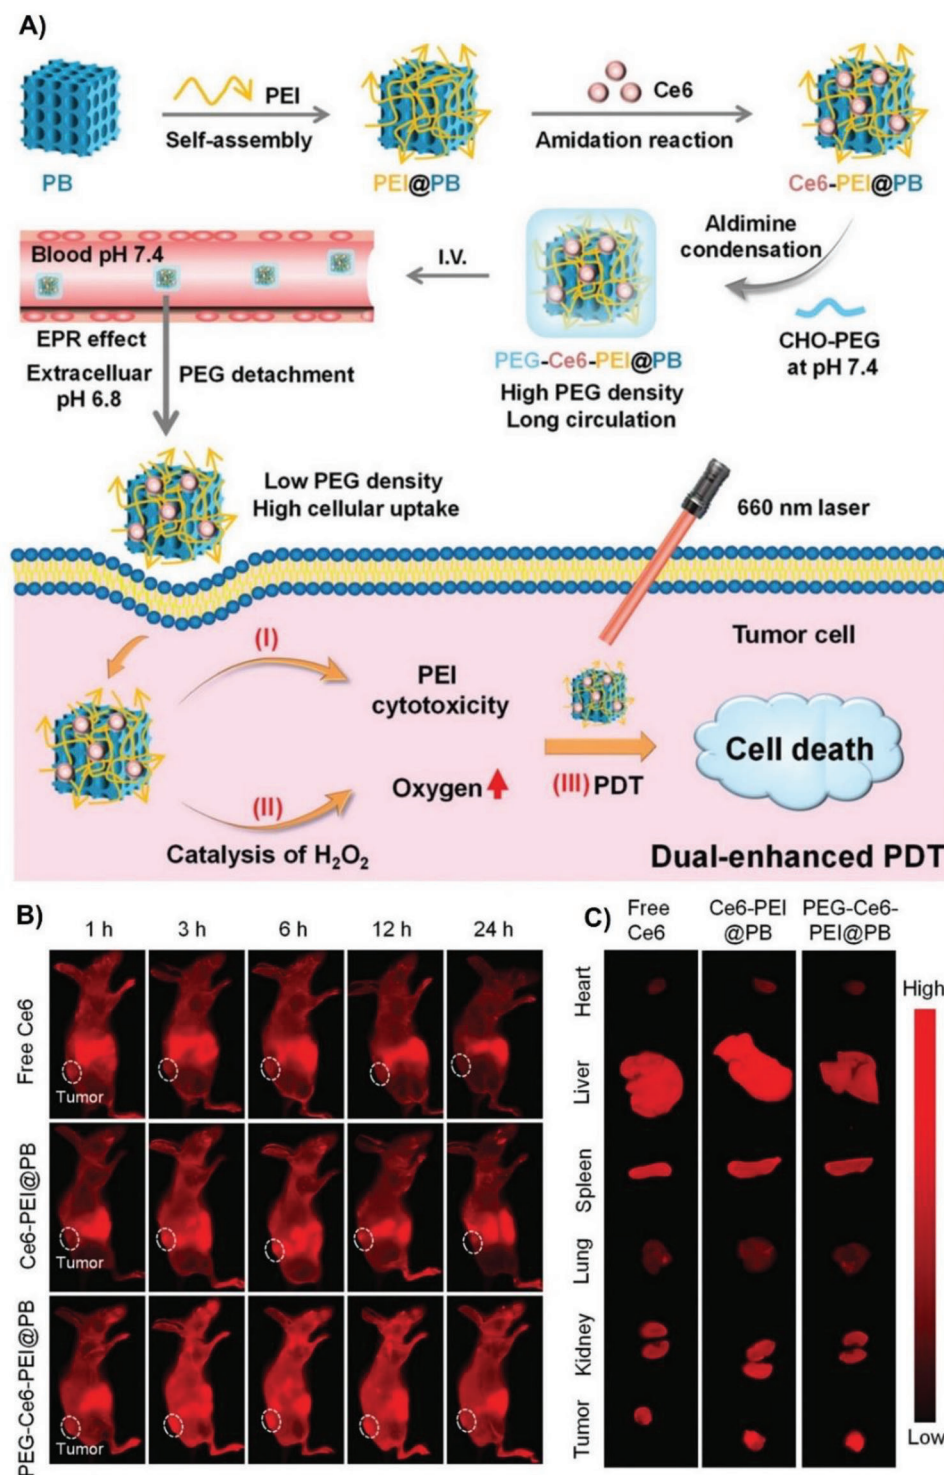 A)
PEI
Self-assembly
Ce6
Amidation reaction
PB
PEI@PB
Ce6-PEI@PB
Aldimine
condensation
CHO-PEG
at pH 7.4
I.V.
PEG-Ce6-PEI@PB
High PEG density
Long circulation
Blood pH 7.4
EPR effect
Extracelluar
pH 6.8
PEG detachment
Low PEG density
High cellular uptake
660 nm laser
Tumor cell
(I)
PEI
cytotoxicity
Oxygen
(II)
Catalysis of H₂O₂
(III) PDT
Cell death
Dual-enhanced PDT
B)
1 h 3 h 6 h 12 h 24 h
Free Ce6
Tumor
Ce6-PEI@PB
Tumor
PEG-Ce6-PEI@PB
Tumor
C)
Free
Ce6
Ce6-PEI
@PB
PEG-Ce6-
PEI@PB
Heart
Liver
Spleen
Lung
Kidney
Tumor
High
Low